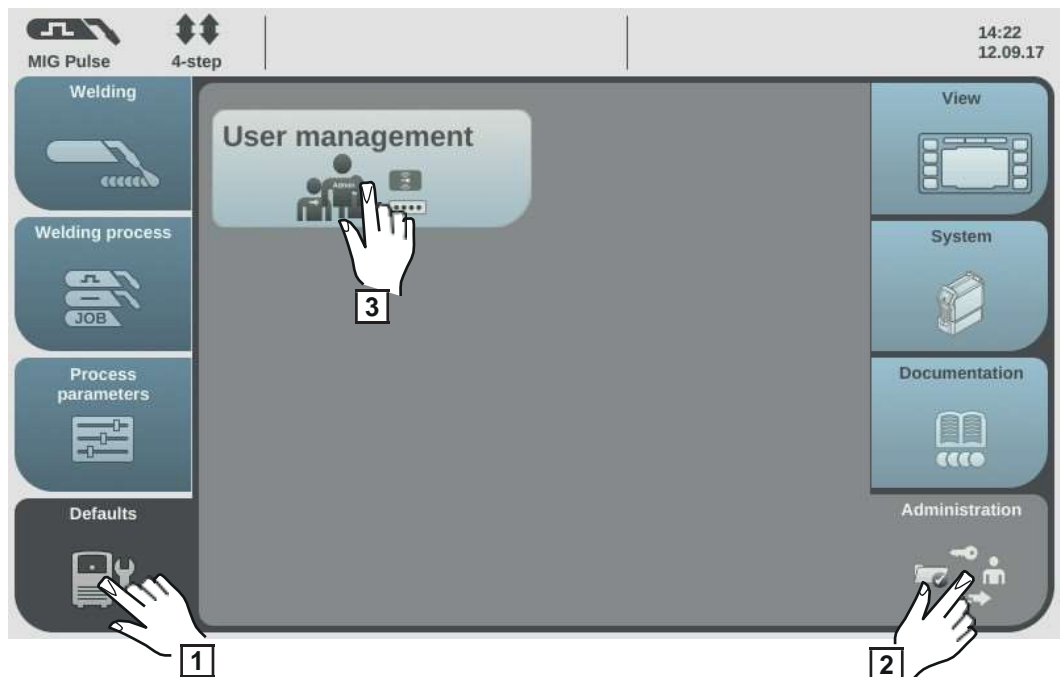 MIG Pulse
4-step
14:22
12.09.17
Welding
Welding process
JOB
Process
parameters
Defaults
User management
Admin
3
View
System
Documentation
Administration
1
2